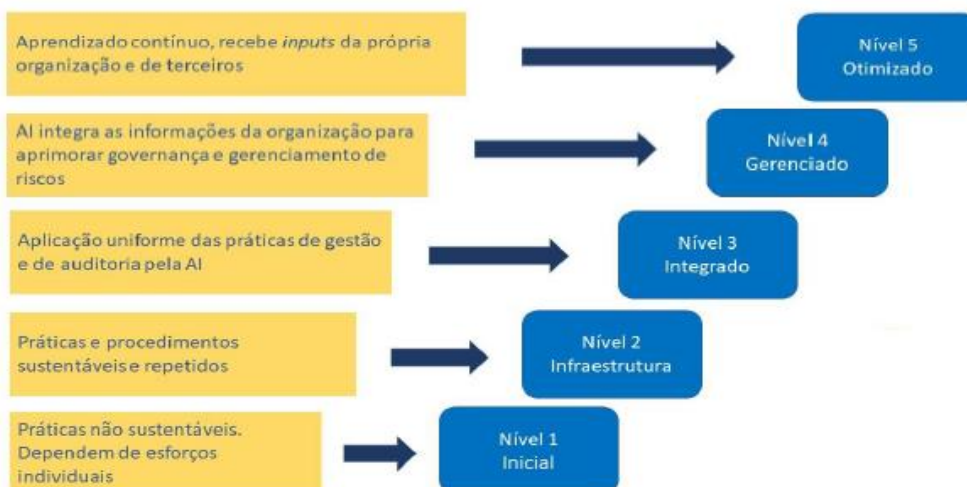 Aprendizado contínuo, recebe inputs da própria
organização e de terceiros
Nível 5
Otimizado
AI integra as informações da organização para
aprimorar governança e gerenciamento de
riscos
Nível 4
Gerenciado
Aplicação uniforme das práticas de gestão
e de auditoria pela AI
Nível 3
Integrado
Práticas e procedimentos
sustentáveis e repetidos
Nível 2
Infraestrutura
Práticas não sustentáveis.
Dependem de esforços
individuais
Nível 1
Inicial